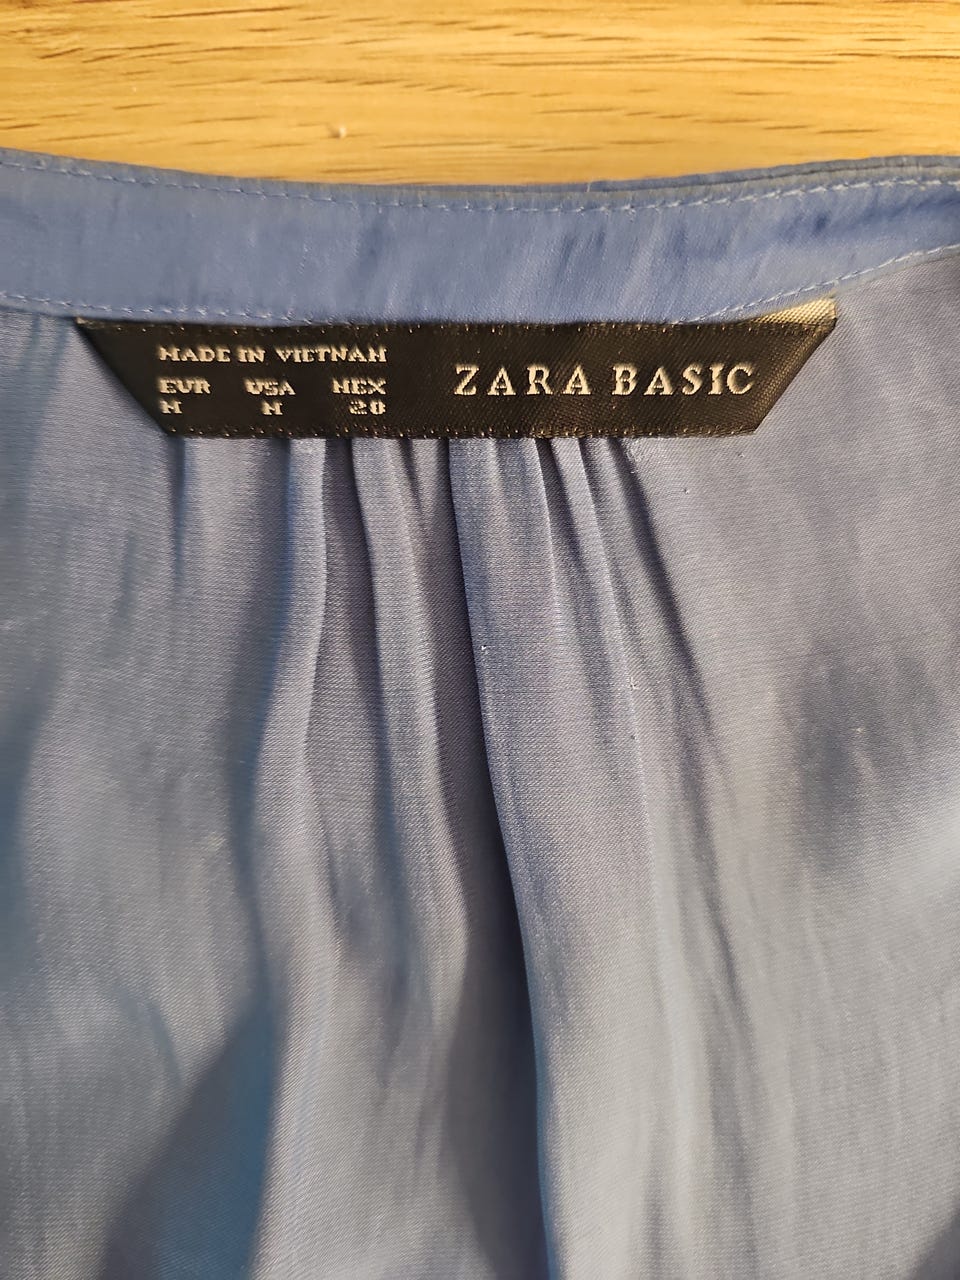 MADE IN VIETNAM
EUR USA MEX
M M 28
ZARA BASIC